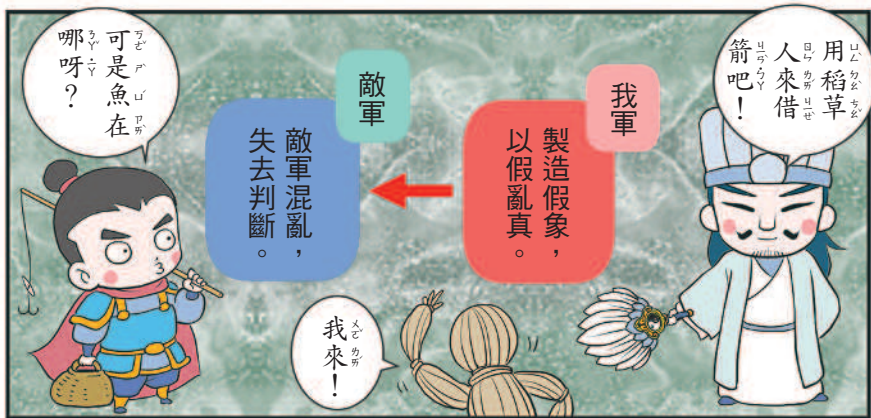 用稻草
人來借
箭吧！
我軍
製造假象，
以假亂真。
敵軍
敵軍混亂，
失去判斷。
我來！
可是魚在
哪呀？